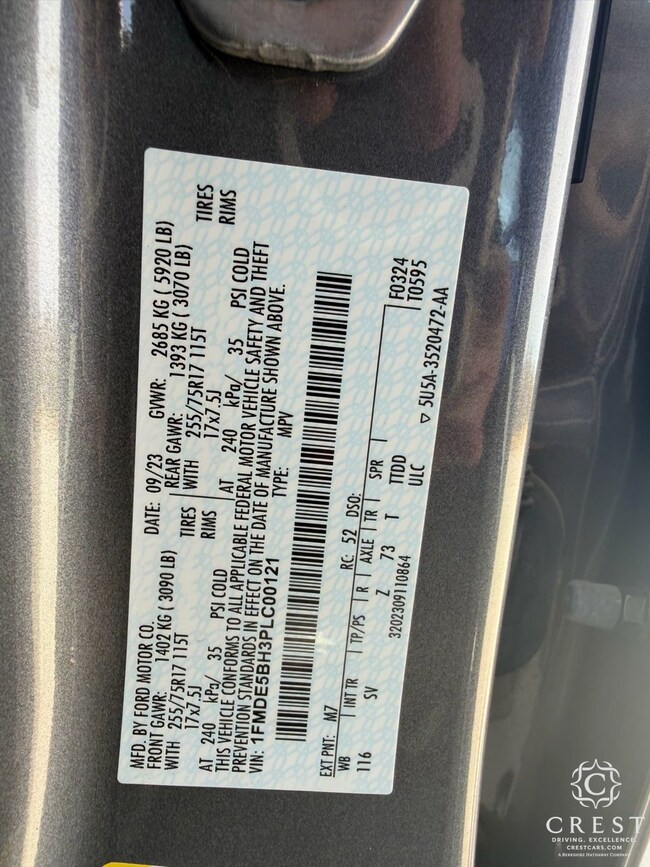 MFD. BY FORD MOTOR CO.
DATE: 09/23
GVWR: 2685 KG ( 5920 LB)
FRONT GAWR: 1402 KG ( 3090 LB)
REAR GAWR: 1393 KG ( 3070 LB)
WITH 255/75R17 115T TIRES
WITH 255/75R17 115T TIRES
17x7.5J RIMS
17x7.5J RIMS
AT 240 kPa/ 35 PSI COLD
AT 240 kPa/ 35 PSI COLD
THIS VEHICLE CONFORMS TO ALL APPLICABLE FEDERAL MOTOR VEHICLE SAFETY AND THEFT
PREVENTION STANDARDS IN EFFECT ON THE DATE OF MANUFACTURE SHOWN ABOVE.
VIN: 1FMDE5BH3PLC00121
TYPE: MPV
EXT PNT: M7 RC: 52 DSO:
WB | INT TR | TP/PS | R | AXLE | TR | SPR F0324
116 SV Z 73 T TTDD T0595
3202309110864 ULC
▽ 5U5A-3520472-AA
CREST
DRIVING. EXCELLENCE.
CRESTCARS.COM
A BERKSHIRE HATHAWAY COMPANY